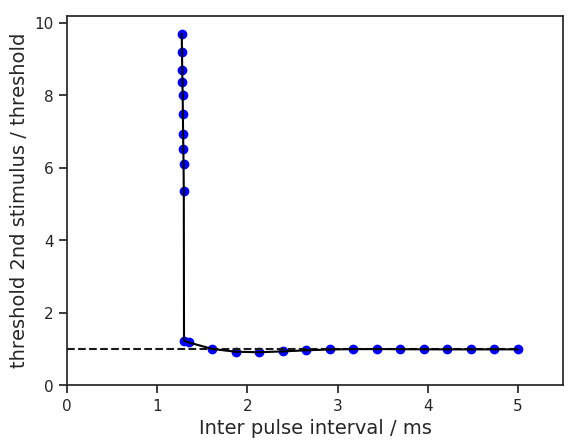 threshold 2nd stimulus / threshold
10
8
6
4
2
0
0 1 2 3 4 5
Inter pulse interval / ms